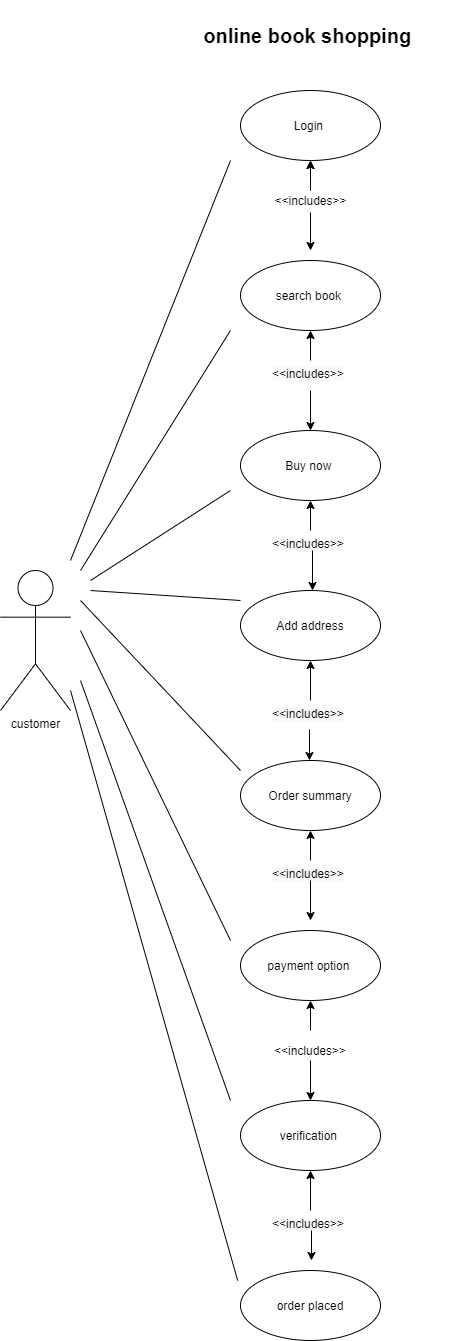 online book shopping
Login
<<includes>>
search book
<<includes>>
Buy now
<<includes>>
Add address
<<includes>>
customer
Order summary
<<includes>>
payment option
<<includes>>
verification
<<includes>>
order placed